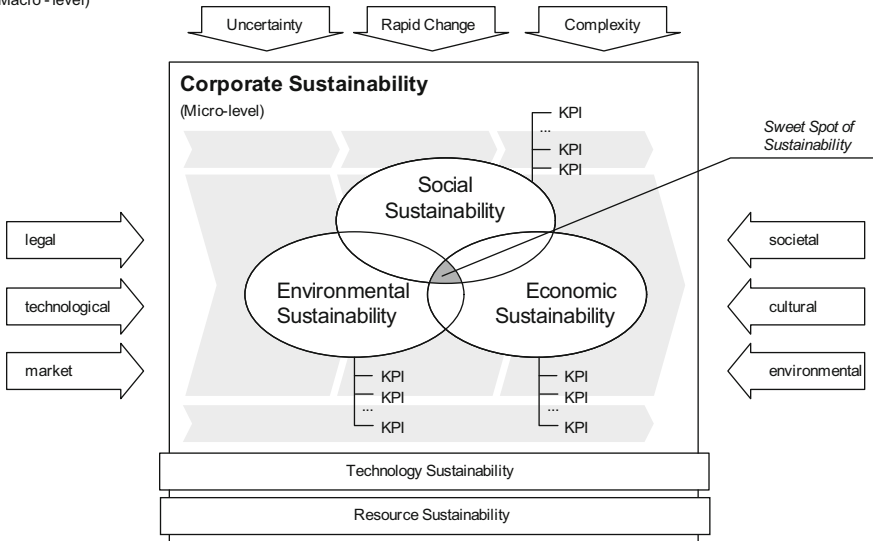 Macro - level)
Uncertainty
Rapid Change
Complexity
Corporate Sustainability
(Micro-level)
KPI
...
KPI
KPI
Sweet Spot of
Sustainability
Social
Sustainability
legal
technological
market
societal
cultural
environmental
Environmental
Sustainability
Economic
Sustainability
KPI
KPI
...
KPI
KPI
KPI
...
KPI
Technology Sustainability
Resource Sustainability